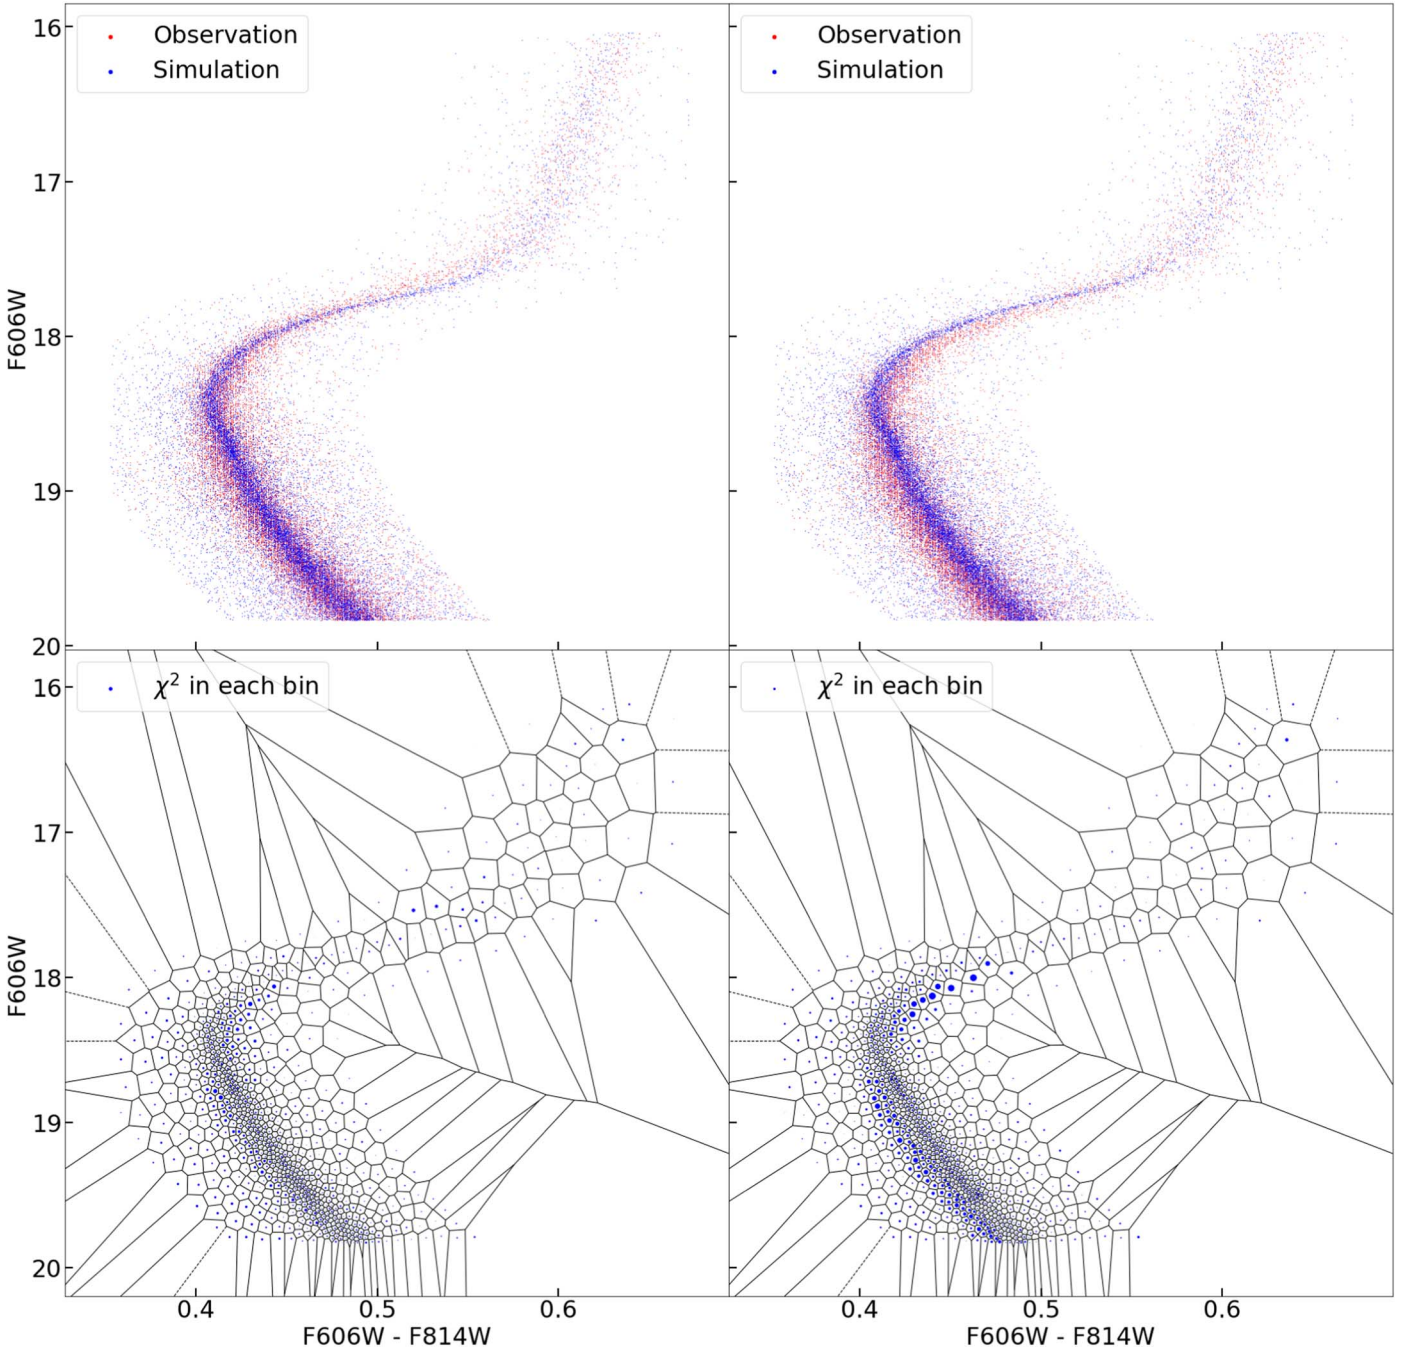 16
17
18
19
20
F606W
Observation
Simulation
Observation
Simulation
16
17
18
19
20
F606W
χ² in each bin
χ² in each bin
0.4
0.5
0.6
0.4
0.5
0.6
F606W - F814W
F606W - F814W